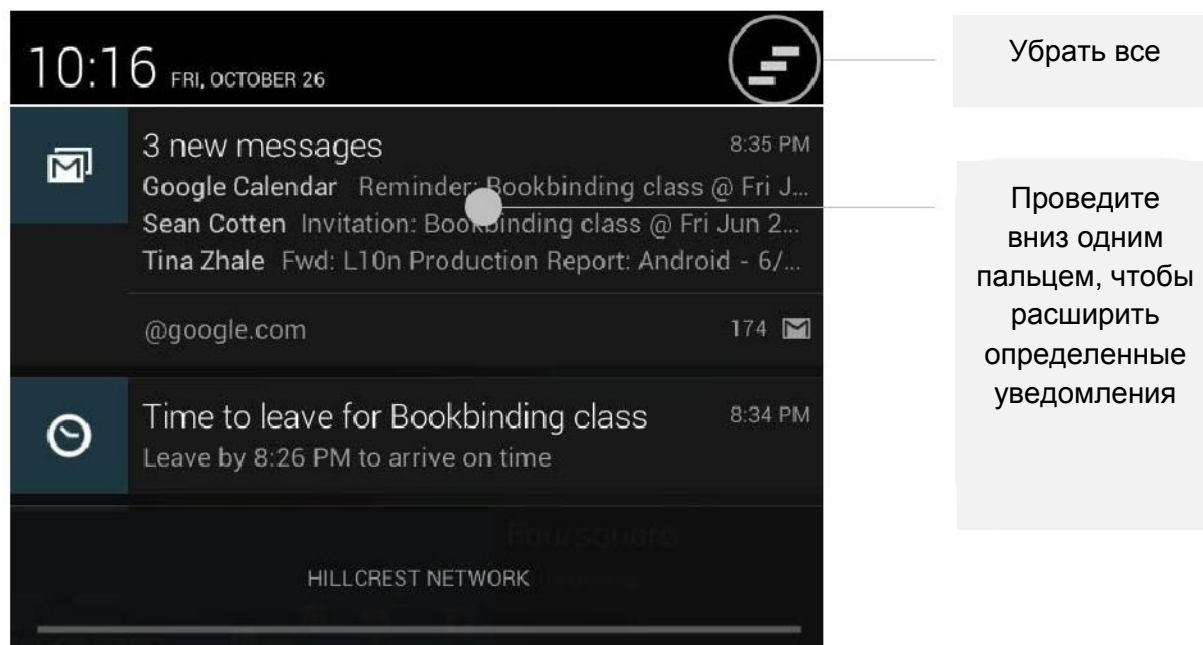 10:16 FRI, OCTOBER 26
Убрать все
3 new messages 8:35 PM
Google Calendar Reminder: Bookbinding class @ Fri J...
Sean Cotten Invitation: Bookbinding class @ Fri Jun 2...
Tina Zhale Fwd: L10n Production Report: Android - 6/...
@google.com 174
Проведите
вниз одним
пальцем, чтобы
расширить
определенные
уведомления
Time to leave for Bookbinding class 8:34 PM
Leave by 8:26 PM to arrive on time
Foursquare
HILLCREST NETWORK